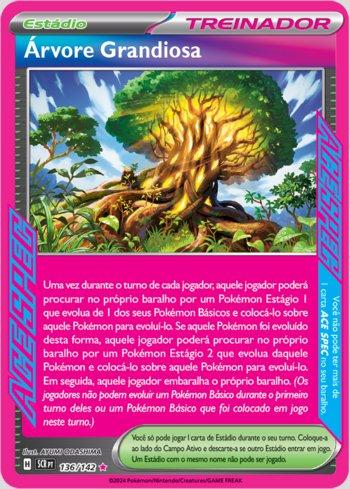 Estádio
TREINADOR
Árvore Grandiosa
ACE SPEC
ACE SPEC
Uma vez durante o turno de cada jogador, aquele jogador poderá
procurar no próprio baralho por um Pokémon Estágio 1
que evolua de 1 dos seus Pokémon Básicos e colocá-lo sobre
aquele Pokémon para evoluí-lo. Se aquele Pokémon foi evoluído
desta forma, aquele jogador poderá procurar no próprio
baralho por um Pokémon Estágio 2 que evolua daquele
Pokémon e colocá-lo sobre aquele Pokémon para evoluí-lo.
Em seguida, aquele jogador embaralha o próprio baralho. (Os
jogadores não podem evoluir um Pokémon Básico durante o primeiro
turno deles ou um Pokémon Básico que foi colocado em jogo
neste turno.)
Você não pode ter mais de
1 carta ACE SPEC no seu baralho.
Ilust. AYUMI ODASHIMA
H SCR PT 136/142
Você só pode jogar 1 carta de Estádio durante o seu turno. Coloque-a
ao lado do Campo Ativo e descarte-a se outro Estádio entrar em jogo.
Um Estádio com o mesmo nome não pode ser jogado.
©2024 Pokémon/Nintendo/Creatures/GAME FREAK